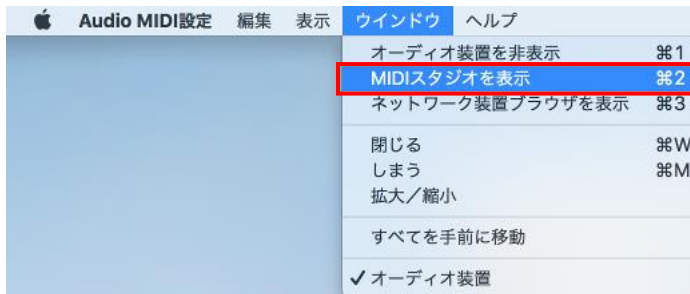 Audio MIDI設定 編集 表示 ウインドウ ヘルプ
オーディオ装置を非表示 ⌘1
MIDIスタジオを表示 ⌘2
ネットワーク装置ブラウザを表示 ⌘3
閉じる ⌘W
しまう ⌘M
拡大／縮小
すべてを手前に移動
✓オーディオ装置